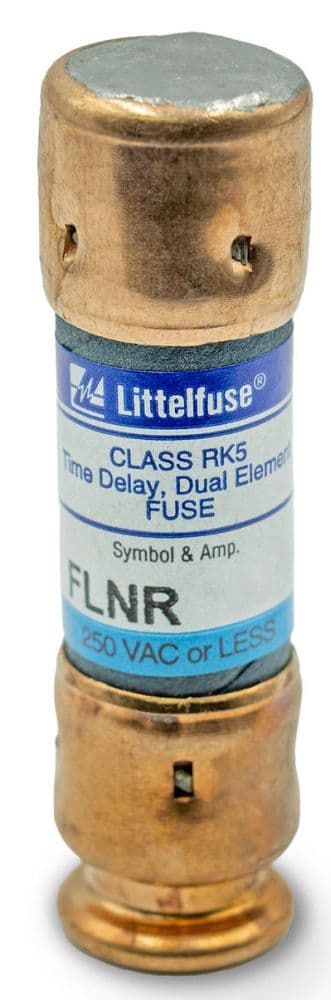 Littelfuse®
CLASS RK5
Time Delay, Dual Element
FUSE
Symbol & Amp.
FLNR
250 VAC or LESS